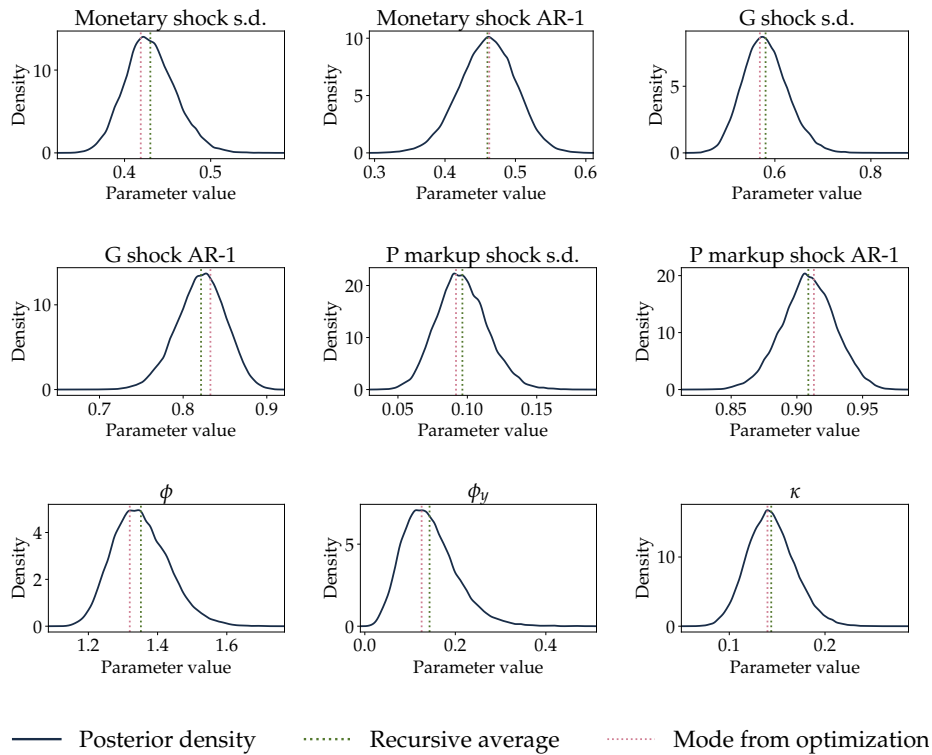 Monetary shock s.d.
Density
10
0
0.4 0.5
Parameter value
Monetary shock AR-1
Density
10
5
0
0.3 0.4 0.5 0.6
Parameter value
G shock s.d.
Density
5
0
0.6 0.8
Parameter value
G shock AR-1
Density
10
0
0.7 0.8 0.9
Parameter value
P markup shock s.d.
Density
20
10
0
0.05 0.10 0.15
Parameter value
P markup shock AR-1
Density
20
10
0
0.85 0.90 0.95
Parameter value
ϕ
Density
4
2
0
1.2 1.4 1.6
Parameter value
ϕ_y
Density
5
0
0.0 0.2 0.4
Parameter value
κ
Density
10
0
0.1 0.2
Parameter value
Posterior density Recursive average Mode from optimization